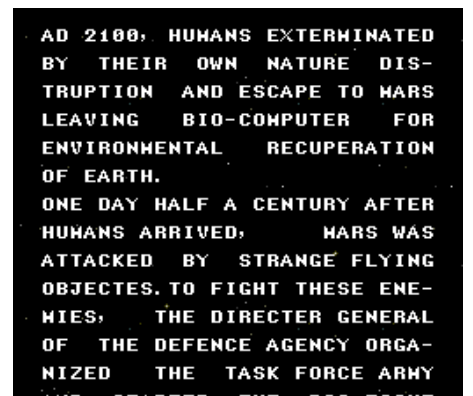 AD 2100, HUMANS EXTERMINATED
BY THEIR OWN NATURE DIS-
TRUPTION AND ESCAPE TO MARS
LEAVING BIO-COMPUTER FOR
ENVIRONMENTAL RECUPERATION
OF EARTH.
ONE DAY HALF A CENTURY AFTER
HUMANS ARRIVED, MARS WAS
ATTACKED BY STRANGE FLYING
OBJECTES. TO FIGHT THESE ENE-
MIES, THE DIRECTER GENERAL
OF THE DEFENCE AGENCY ORGA-
NIZED THE TASK FORCE ARMY